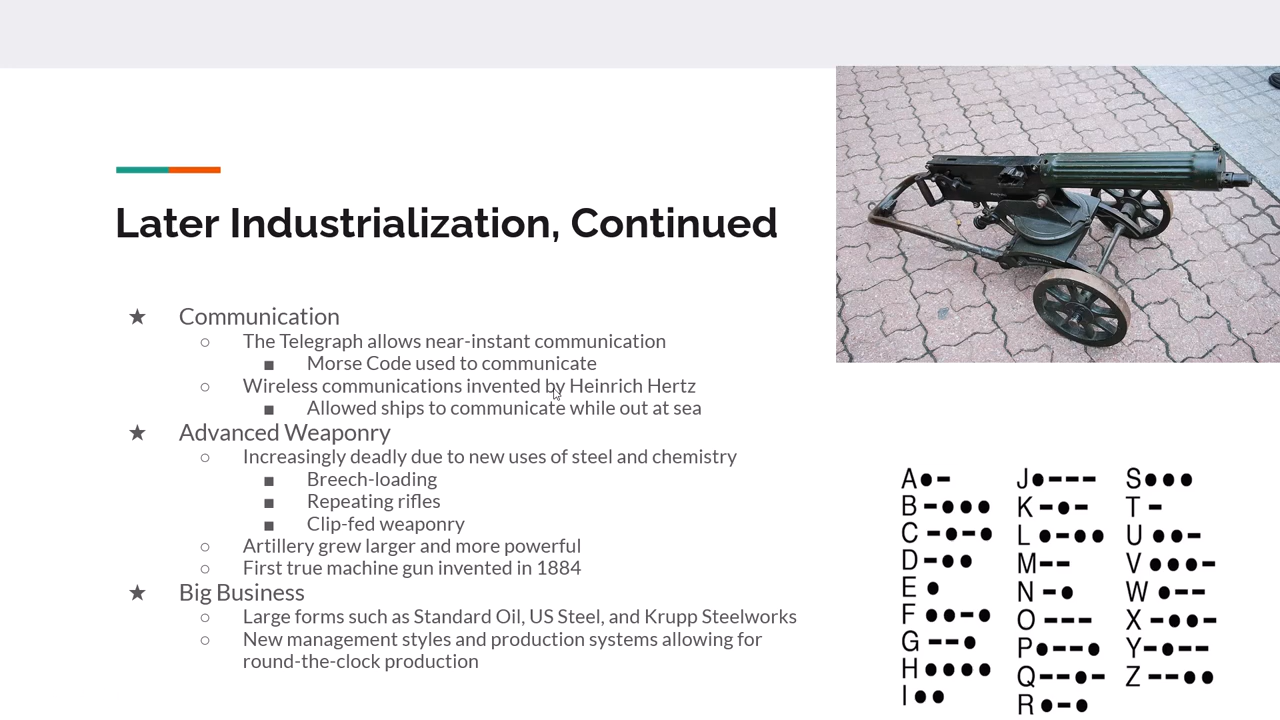 Later Industrialization, Continued
★ Communication
○ The Telegraph allows near-instant communication
■ Morse Code used to communicate
○ Wireless communications invented by Heinrich Hertz
■ Allowed ships to communicate while out at sea
★ Advanced Weaponry
○ Increasingly deadly due to new uses of steel and chemistry
■ Breech-loading
■ Repeating rifles
■ Clip-fed weaponry
○ Artillery grew larger and more powerful
○ First true machine gun invented in 1884
★ Big Business
○ Large forms such as Standard Oil, US Steel, and Krupp Steelworks
○ New management styles and production systems allowing for
round-the-clock production
A ●–
B –●●●
C –●–●
D –●●
E ●
F ●●–●
G ––●
H ●●●●
I ●●
J ●–––
K –●–
L ●–●●
M ––
N –●
O –––
P ●––●
Q ––●–
R ●–●
S ●●●
T –
U ●●–
V ●●●–
W ●––
X –●●–
Y –●––
Z ––●●